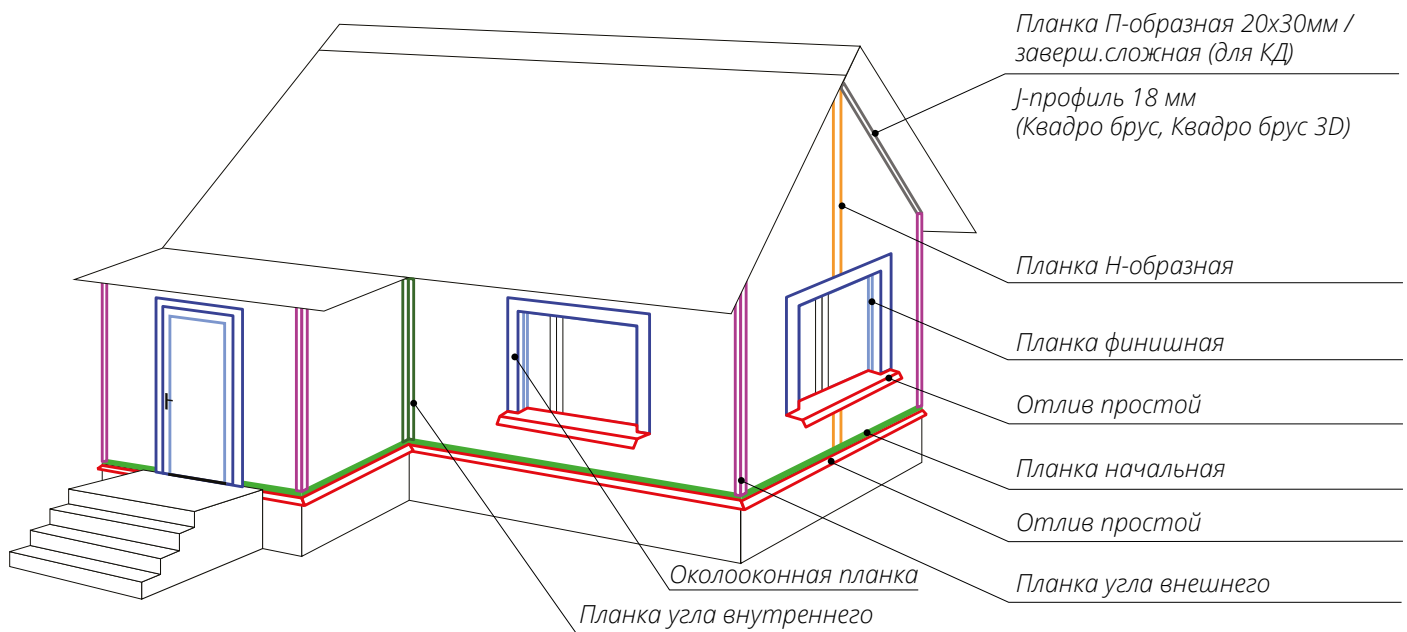 Планка П-образная 20х30мм /
заверш.сложная (для КД)
J-профиль 18 мм
(Квадро брус, Квадро брус 3D)
Планка Н-образная
Планка финишная
Отлив простой
Планка начальная
Отлив простой
Планка угла внешнего
Околооконная планка
Планка угла внутреннего